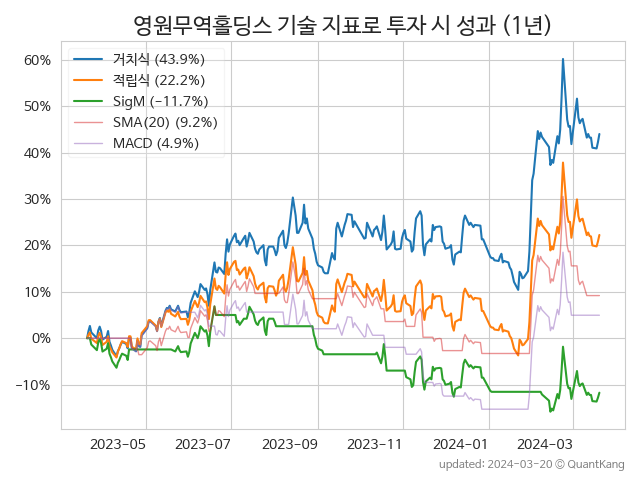 영원무역홀딩스 기술 지표로 투자 시 성과 (1년)
60%
50%
40%
30%
20%
10%
0%
−10%
거치식 (43.9%)
적립식 (22.2%)
SigM (−11.7%)
SMA(20) (9.2%)
MACD (4.9%)
2023−05
2023−07
2023−09
2023−11
2024−01
2024−03
updated: 2024−03−20 © QuantKang